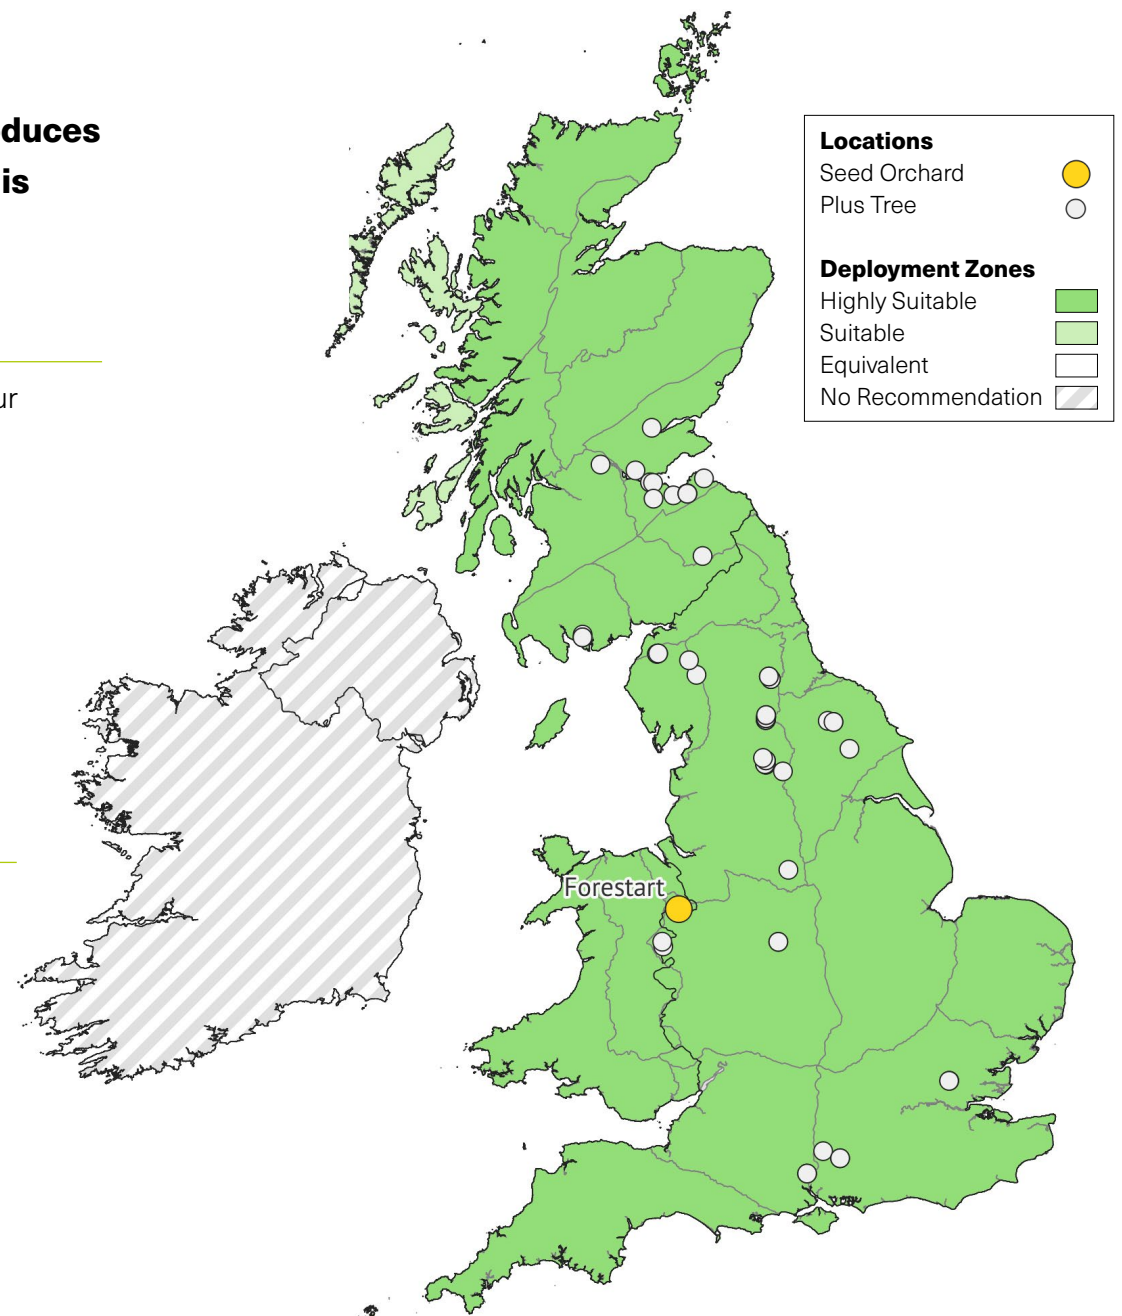 duces
is
ur
Locations
Seed Orchard
Plus Tree
Deployment Zones
Highly Suitable
Suitable
Equivalent
No Recommendation
Forestart